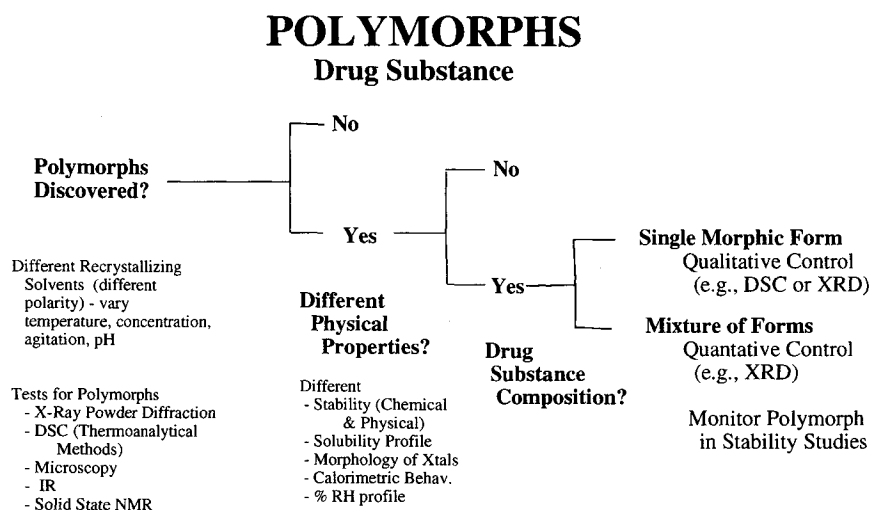 POLYMORPHS
Drug Substance
No
Polymorphs
Discovered?
No
Yes
Different Recrystallizing
Solvents (different
polarity) - vary
temperature, concentration,
agitation, pH
Tests for Polymorphs
- X-Ray Powder Diffraction
- DSC (Thermoanalytical
Methods)
- Microscopy
- IR
- Solid State NMR
Different
Physical
Properties?
Different
- Stability (Chemical
& Physical)
- Solubility Profile
- Morphology of Xtals
- Calorimetric Behav.
- % RH profile
Yes
Drug
Substance
Composition?
Single Morphic Form
Qualitative Control
(e.g., DSC or XRD)
Mixture of Forms
Quantative Control
(e.g., XRD)
Monitor Polymorph
in Stability Studies